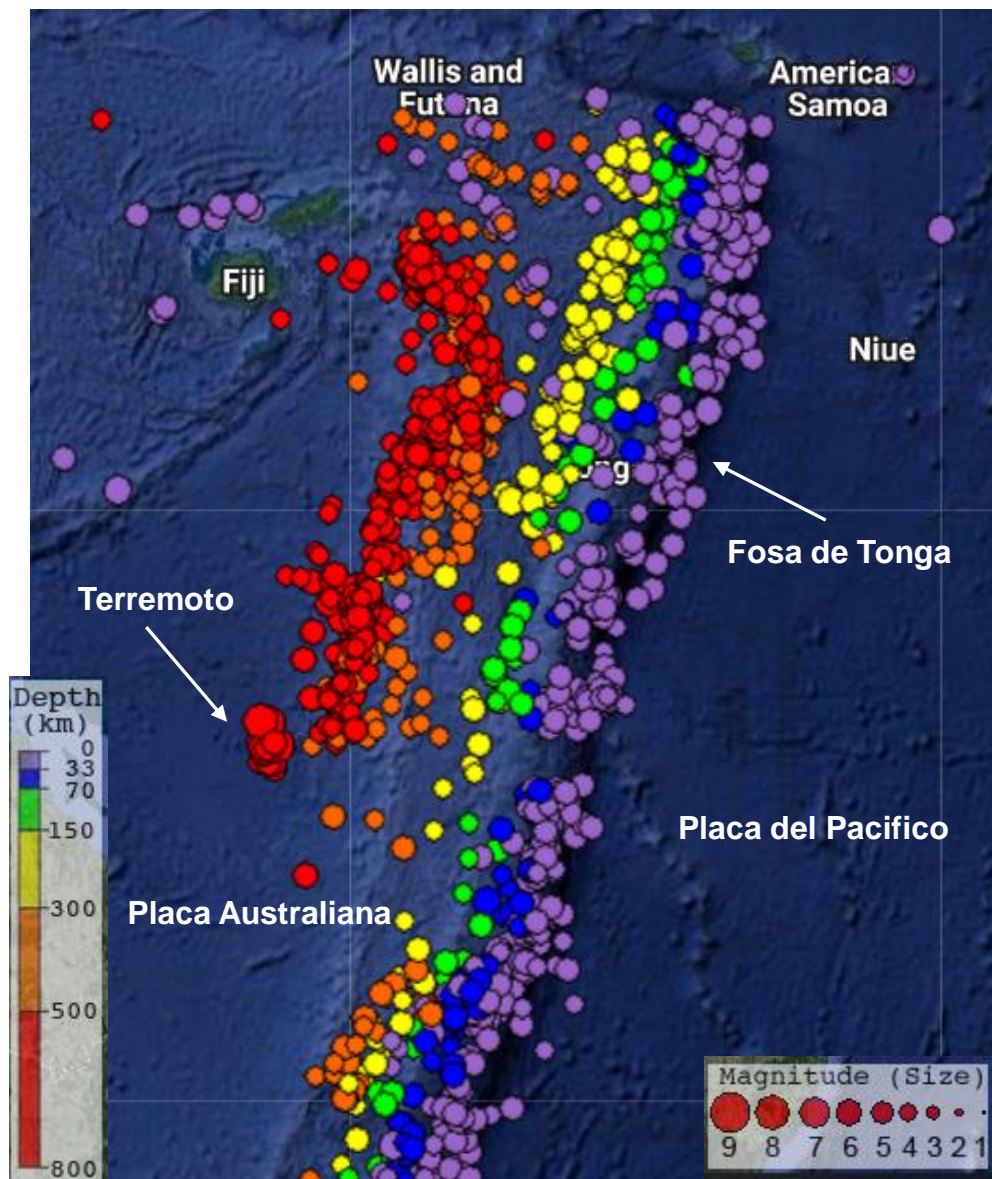 Wallis and
Futuna
America
Samoa
Fiji
Niue
ong
Fosa de Tonga
Terremoto
Depth
(km)
0
33
70
150
300
500
800
Placa del Pacifico
Placa Australiana
Magnitude (Size)
9 8 7 6 5 4 3 2 1